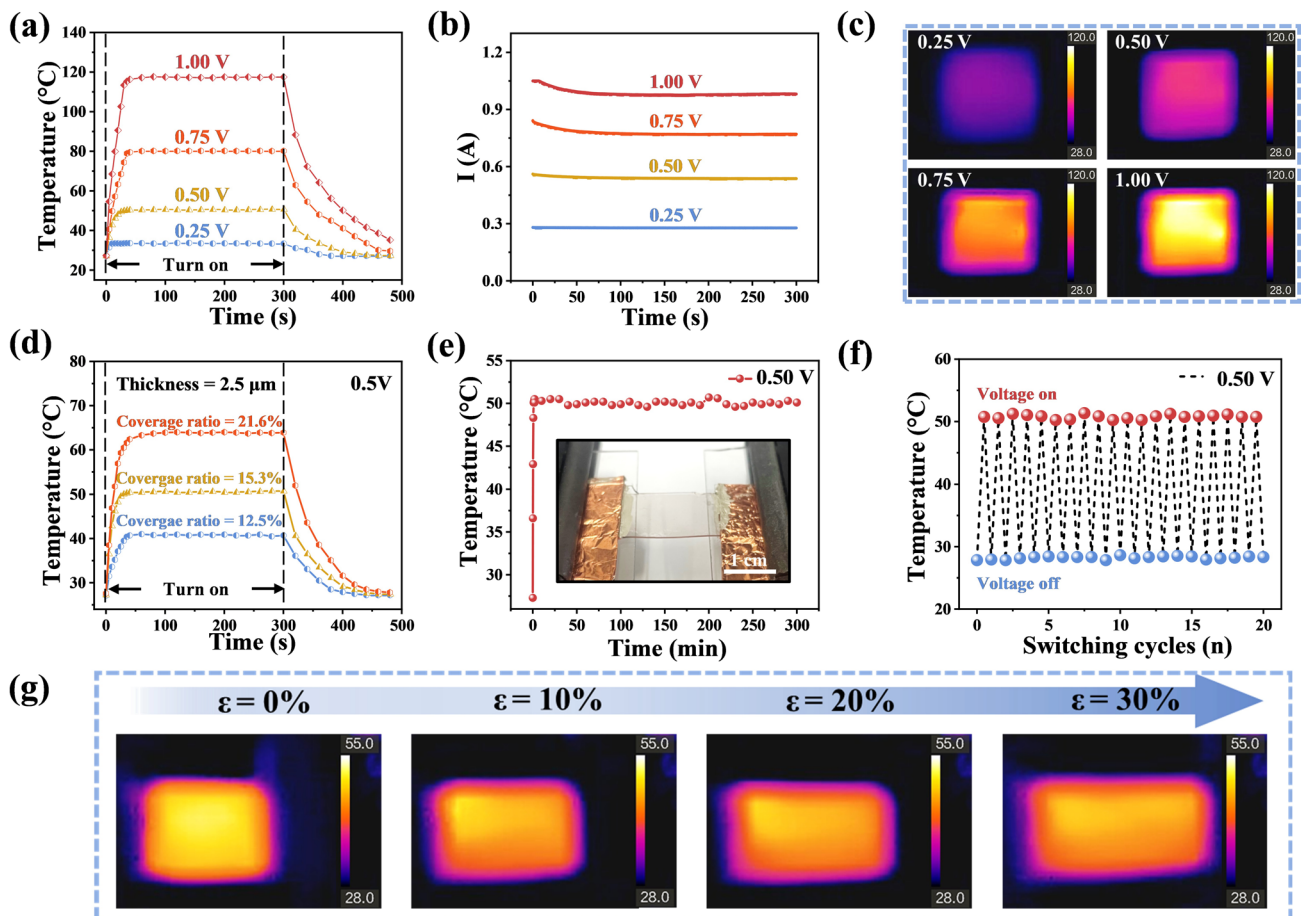 (a)
140
120
100
80
60
40
20
Temperature (°C)
1.00 V
0.75 V
0.50 V
0.25 V
Turn on
0 100 200 300 400 500
Time (s)
(b)
1.2
0.9
0.6
0.3
0.0
I (A)
1.00 V
0.75 V
0.50 V
0.25 V
0 50 100 150 200 250 300
Time (s)
(c)
0.25 V 120.0
28.0
0.50 V 120.0
28.0
0.75 V 120.0
28.0
1.00 V 120.0
28.0
(d)
80
70
60
50
40
30
Temperature (°C)
Thickness = 2.5 μm 0.5V
Coverage ratio = 21.6%
Covergae ratio = 15.3%
Covergae ratio = 12.5%
Turn on
0 100 200 300 400 500
Time (s)
(e)
55
50
45
40
35
30
Temperature (°C)
0.50 V
1 cm
0 50 100 150 200 250 300
Time (min)
(f)
60
50
40
30
20
Temperature (°C)
Voltage on
0.50 V
Voltage off
0 5 10 15 20
Switching cycles (n)
(g)
ε = 0% ε = 10% ε = 20% ε = 30%
55.0 55.0 55.0 55.0
28.0 28.0 28.0 28.0